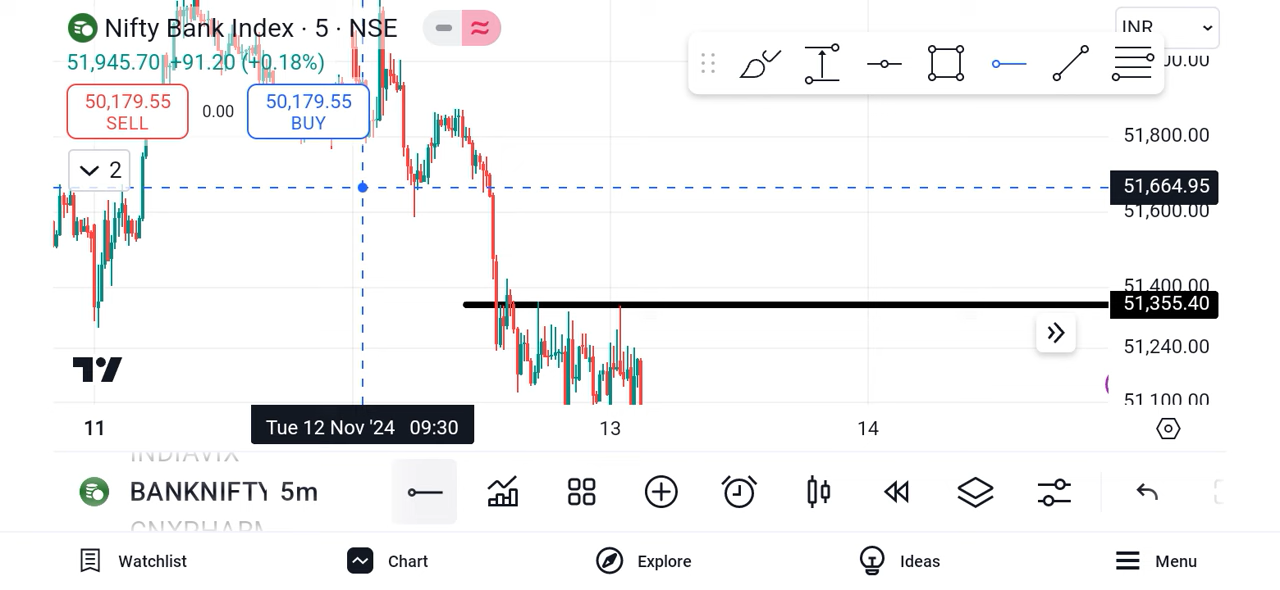 Nifty Bank Index · 5 · NSE
INR
51,945.70 +91.20 (+0.18%)
50,179.55
SELL
0.00
50,179.55
BUY
2
51,800.00
51,664.95
51,600.00
51,400.00
51,355.40
51,240.00
51,100.00
11
Tue 12 Nov '24 09:30
13
14
INDIAVIX
BANKNIFTY 5m
CNXPHARM
Watchlist
Chart
Explore
Ideas
Menu